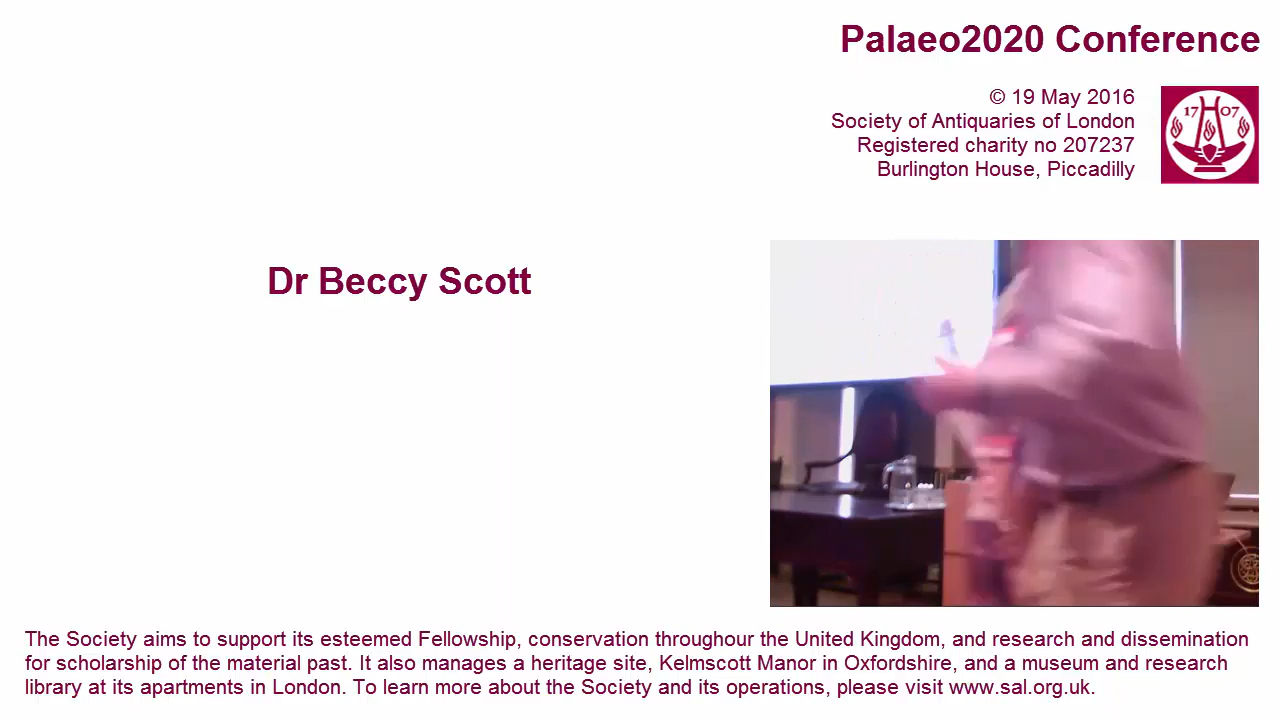 Palaeo2020 Conference
© 19 May 2016
Society of Antiquaries of London
Registered charity no 207237
Burlington House, Piccadilly
17 07
Dr Beccy Scott
The Society aims to support its esteemed Fellowship, conservation throughour the United Kingdom, and research and dissemination
for scholarship of the material past. It also manages a heritage site, Kelmscott Manor in Oxfordshire, and a museum and research
library at its apartments in London. To learn more about the Society and its operations, please visit www.sal.org.uk.